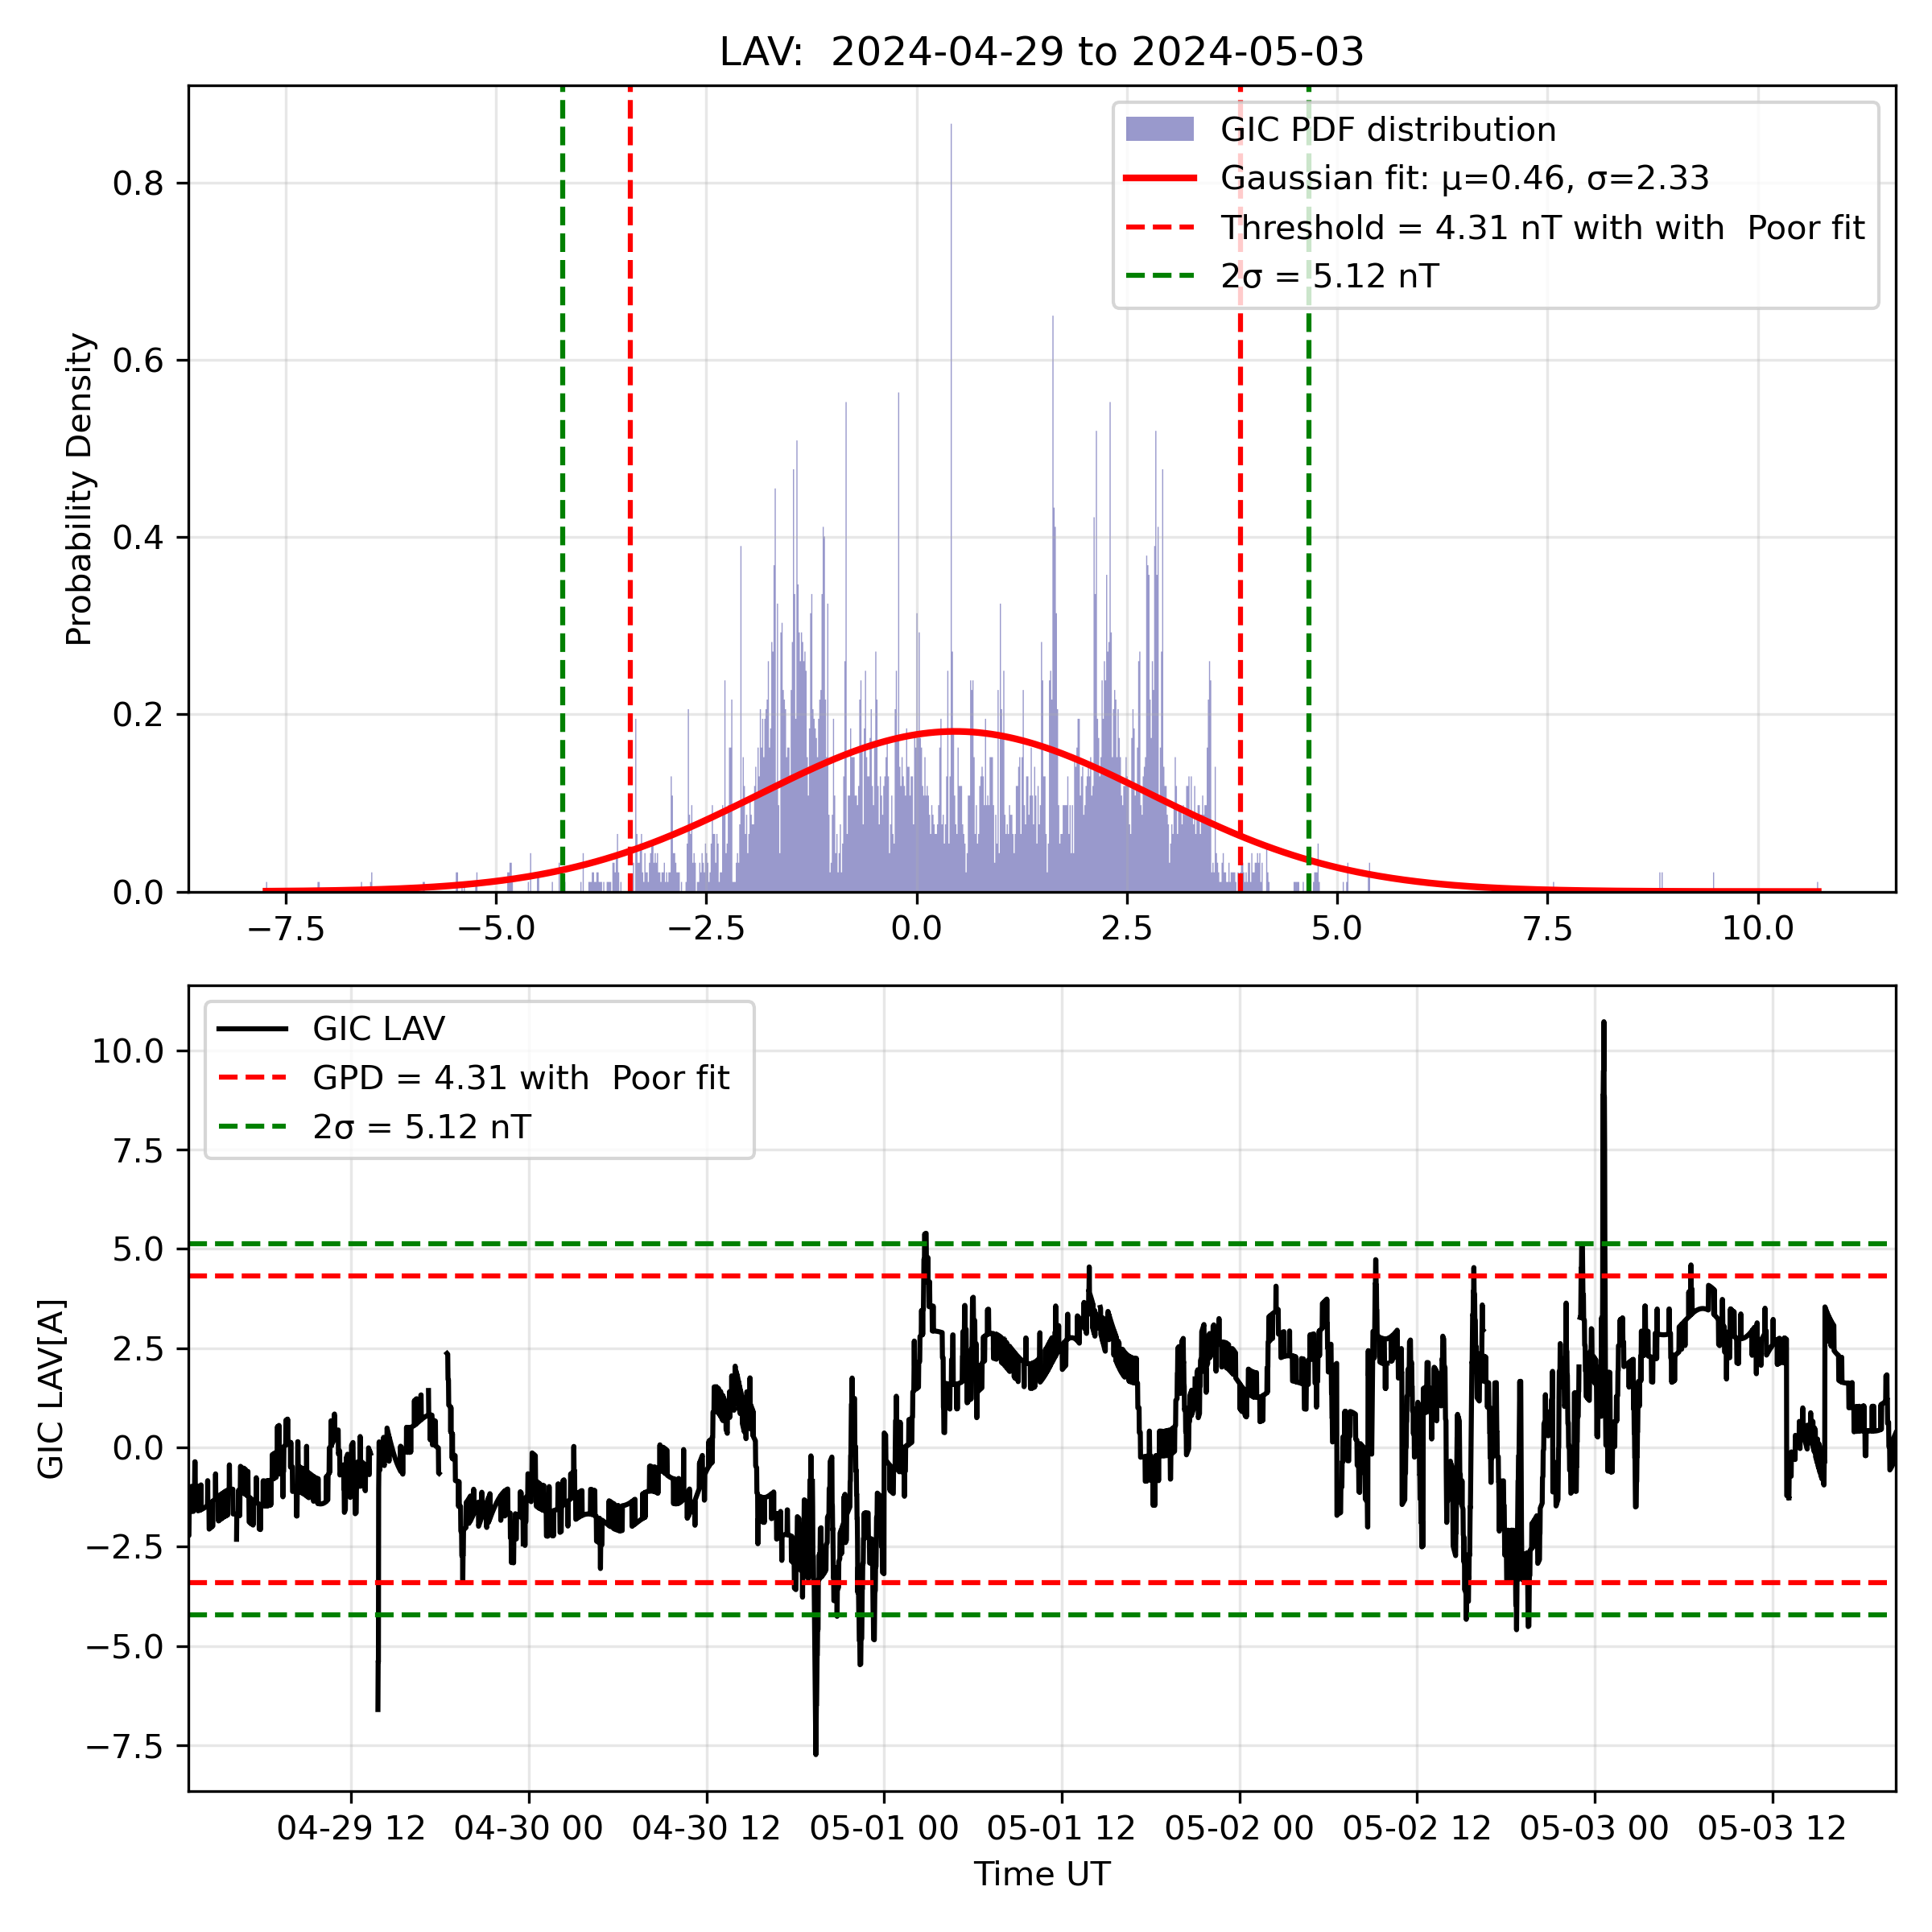 LAV:  2024-04-29 to 2024-05-03
GIC PDF distribution
Gaussian fit: μ=0.46, σ=2.33
Threshold = 4.31 nT with with  Poor fit
2σ = 5.12 nT
Probability Density
0.8
0.6
0.4
0.2
0.0
−7.5 −5.0 −2.5 0.0 2.5 5.0 7.5 10.0
GIC LAV
GPD = 4.31 with  Poor fit
2σ = 5.12 nT
GIC LAV[A]
10.0
7.5
5.0
2.5
0.0
−2.5
−5.0
−7.5
04-29 12 04-30 00 04-30 12 05-01 00 05-01 12 05-02 00 05-02 12 05-03 00 05-03 12
Time UT